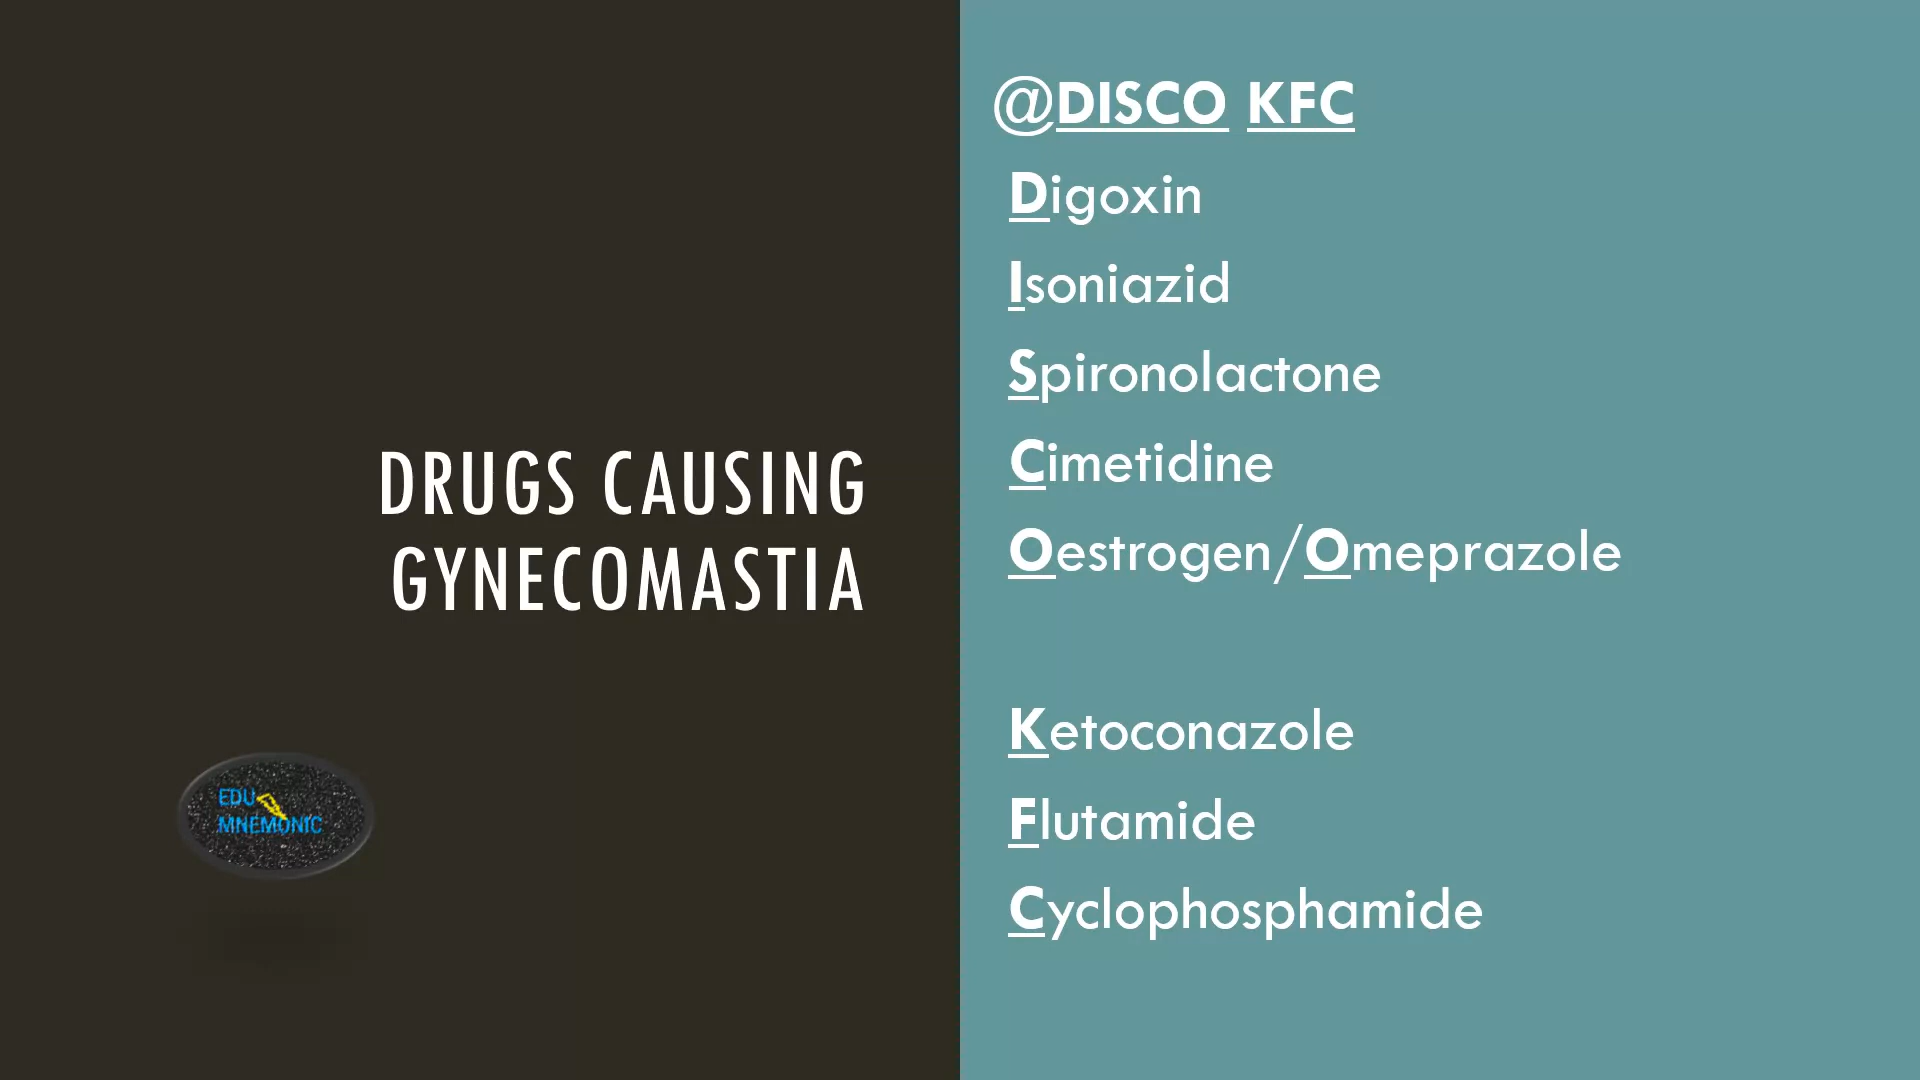 DRUGS CAUSING
GYNECOMASTIA
EDU
MNEMONIC
@DISCO KFC
Digoxin
Isoniazid
Spironolactone
Cimetidine
Oestrogen/Omeprazole
Ketoconazole
Flutamide
Cyclophosphamide